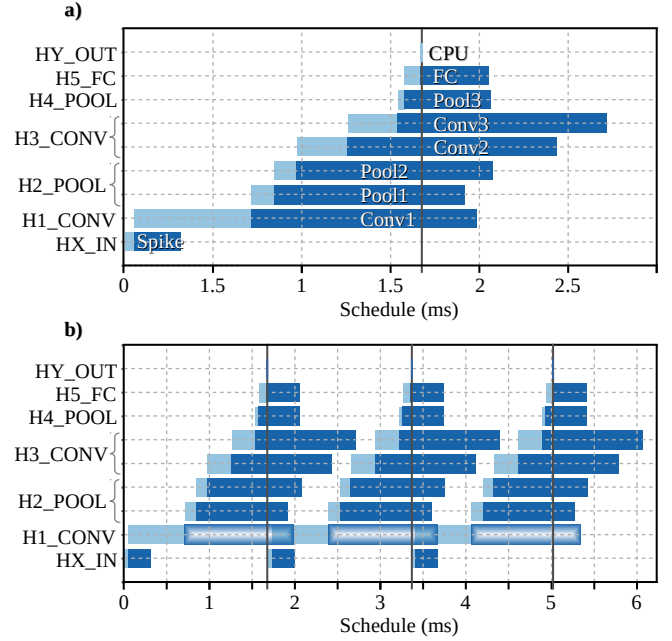 a)
HY_OUT
CPU
H5_FC
FC
H4_POOL
Pool3
Conv3
H3_CONV
Conv2
Pool2
H2_POOL
Pool1
H1_CONV
Conv1
HX_IN
Spike
0 1.5 1 1.5 2 2.5
Schedule (ms)
b)
HY_OUT
H5_FC
H4_POOL
H3_CONV
H2_POOL
H1_CONV
HX_IN
0 1 2 3 4 5 6
Schedule (ms)